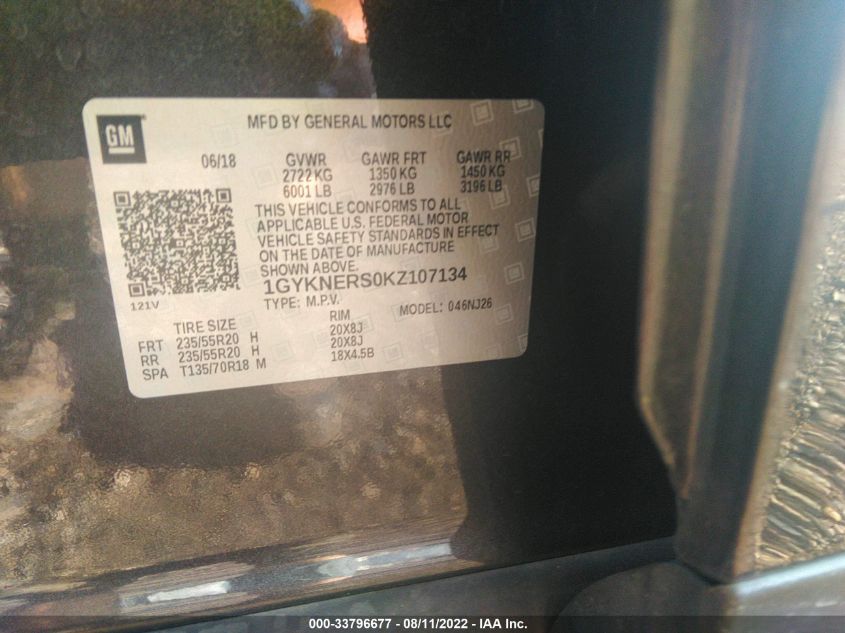 GM
MFD BY GENERAL MOTORS LLC
06/18 GVWR GAWR FRT GAWR RR
2722 KG 1350 KG 1450 KG
6001 LB 2976 LB 3196 LB
THIS VEHICLE CONFORMS TO ALL
APPLICABLE U.S. FEDERAL MOTOR
VEHICLE SAFETY STANDARDS IN EFFECT
ON THE DATE OF MANUFACTURE
SHOWN ABOVE.
1GYKNERS0KZ107134
121V
TYPE: M.P.V. MODEL: 046NJ26
TIRE SIZE RIM
FRT 235/55R20 H 20X8J
RR 235/55R20 H 20X8J
SPA T135/70R18 M 18X4.5B
000-33796677 - 08/11/2022 - IAA Inc.